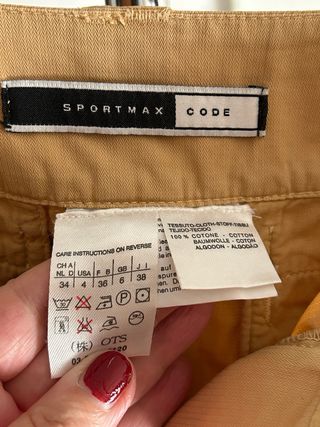 SPORTMAX CODE
CARE INSTRUCTIONS ON REVERSE
CH A USA F GB I
NL D J
34 4 36 6 38
P
(株) OTS
TESSUTO-CLOTH-STOFF-TISSU
TEJIDO-TECIDO
100 % COTONE - COTTON
BAUMWOLLE - COTON
ALGODON - ALGODÃO